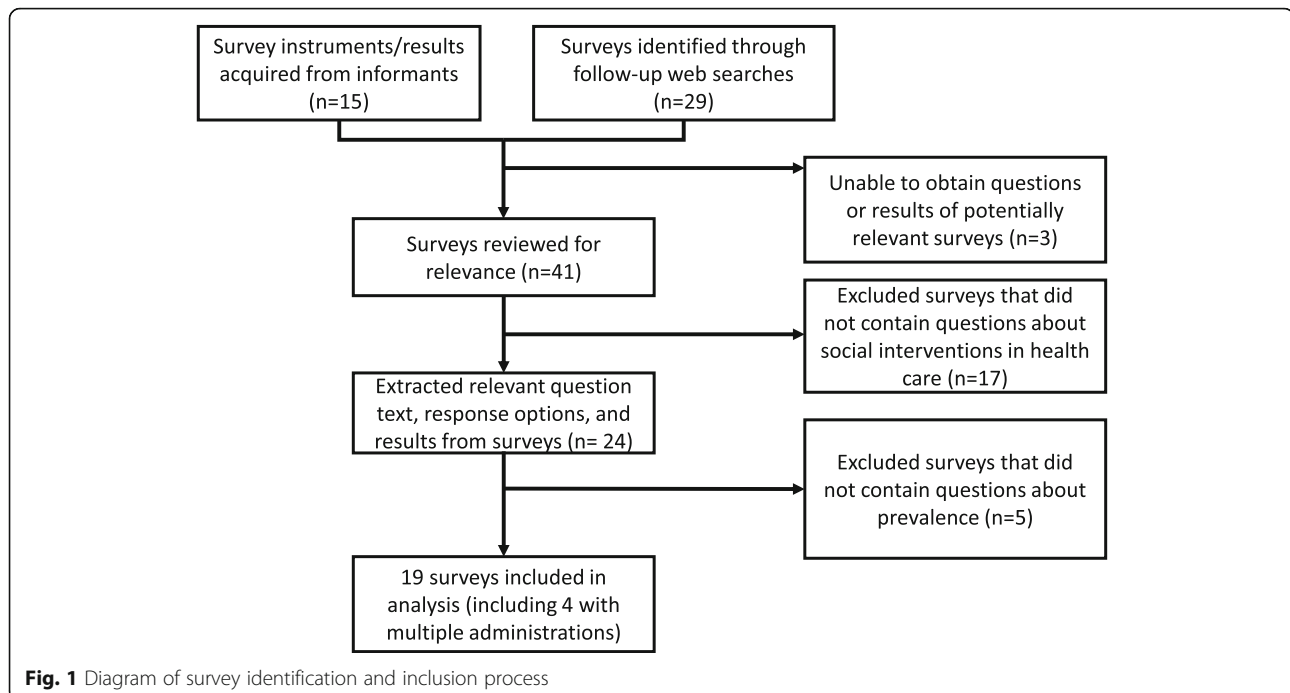 Survey instruments/results
acquired from informants
(n=15)
Surveys identified through
follow-up web searches
(n=29)
Unable to obtain questions
or results of potentially
relevant surveys (n=3)
Surveys reviewed for
relevance (n=41)
Excluded surveys that did
not contain questions about
social interventions in health
care (n=17)
Extracted relevant question
text, response options, and
results from surveys (n= 24)
Excluded surveys that did
not contain questions about
prevalence (n=5)
19 surveys included in
analysis (including 4 with
multiple administrations)
Fig. 1 Diagram of survey identification and inclusion process